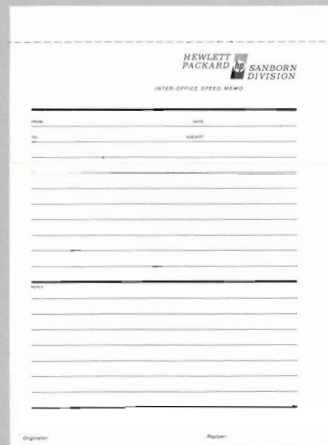 HEWLETT PACKARD hp SANBORN DIVISION
INTER-OFFICE SPEED MEMO
FROM: DATE:
TO: SUBJECT:
REPLY:
Originator: Replyer: